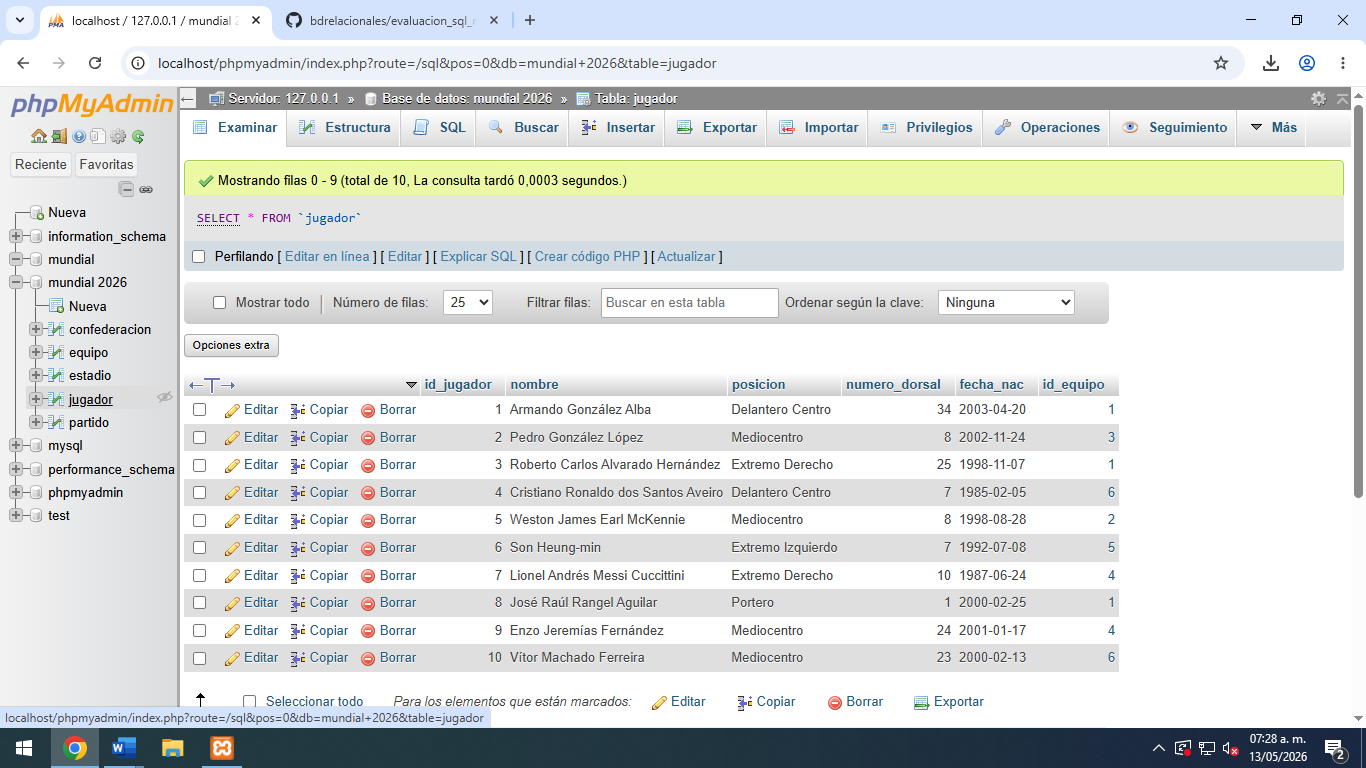 localhost / 127.0.0.1 / mundial 2
bdrelacionales/evaluacion_sql_
localhost/phpmyadmin/index.php?route=/sql&pos=0&db=mundial+2026&table=jugador
phpMyAdmin
Reciente Favoritas
Nueva
information_schema
mundial
mundial 2026
Nueva
confederacion
equipo
estadio
jugador
partido
mysql
performance_schema
phpmyadmin
test
Servidor: 127.0.0.1 » Base de datos: mundial 2026 » Tabla: jugador
Examinar Estructura SQL Buscar Insertar Exportar Importar Privilegios Operaciones Seguimiento Más
Mostrando filas 0 - 9 (total de 10, La consulta tardó 0,0003 segundos.)
SELECT * FROM `jugador`
Perfilando [ Editar en línea ] [ Editar ] [ Explicar SQL ] [ Crear código PHP ] [ Actualizar ]
Mostrar todo Número de filas: 25 Filtrar filas: Buscar en esta tabla Ordenar según la clave: Ninguna
Opciones extra
id_jugador nombre posicion numero_dorsal fecha_nac id_equipo
Editar Copiar Borrar 1 Armando González Alba Delantero Centro 34 2003-04-20 1
Editar Copiar Borrar 2 Pedro González López Mediocentro 8 2002-11-24 3
Editar Copiar Borrar 3 Roberto Carlos Alvarado Hernández Extremo Derecho 25 1998-11-07 1
Editar Copiar Borrar 4 Cristiano Ronaldo dos Santos Aveiro Delantero Centro 7 1985-02-05 6
Editar Copiar Borrar 5 Weston James Earl McKennie Mediocentro 8 1998-08-28 2
Editar Copiar Borrar 6 Son Heung-min Extremo Izquierdo 7 1992-07-08 5
Editar Copiar Borrar 7 Lionel Andrés Messi Cuccittini Extremo Derecho 10 1987-06-24 4
Editar Copiar Borrar 8 José Raúl Rangel Aguilar Portero 1 2000-02-25 1
Editar Copiar Borrar 9 Enzo Jeremías Fernández Mediocentro 24 2001-01-17 4
Editar Copiar Borrar 10 Vítor Machado Ferreira Mediocentro 23 2000-02-13 6
Seleccionar todo Para los elementos que están marcados: Editar Copiar Borrar Exportar
localhost/phpmyadmin/index.php?route=/sql&pos=0&db=mundial+2026&table=jugador
07:28 a. m.
13/05/2026
2